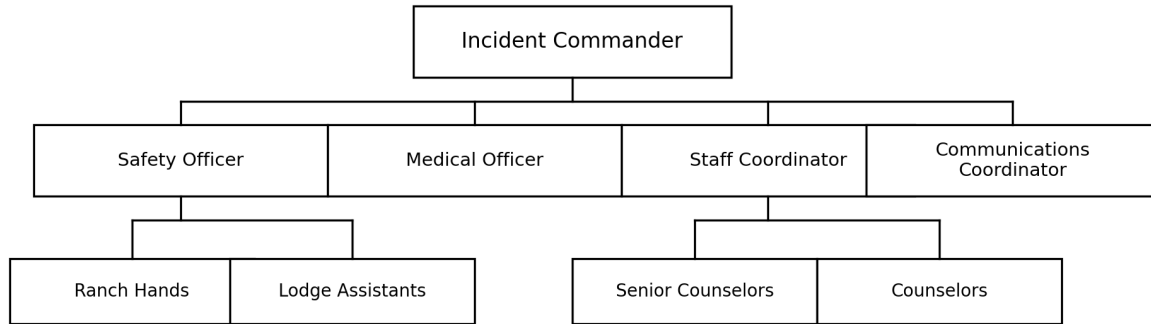 Incident Commander
Safety Officer
Medical Officer
Staff Coordinator
Communications
Coordinator
Ranch Hands
Lodge Assistants
Senior Counselors
Counselors